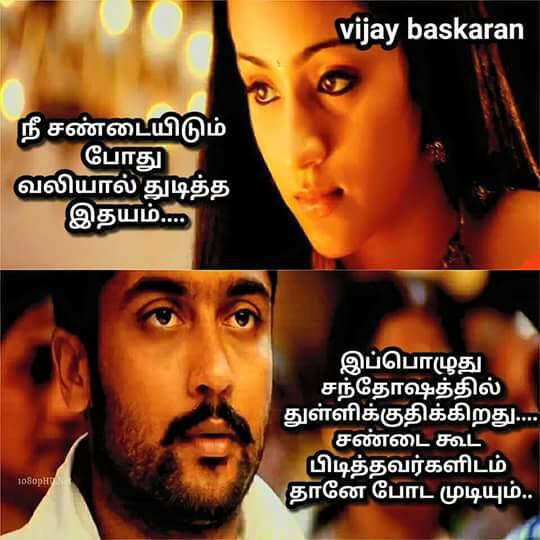 vijay baskaran
நீ சண்டையிடும்
போது
வலியால் துடித்த
இதயம்....
இப்பொழுது
சந்தோஷத்தில்
துள்ளிக்குதிக்கிறது....
சண்டை கூட
பிடித்தவர்களிடம்
தானே போட முடியும்..